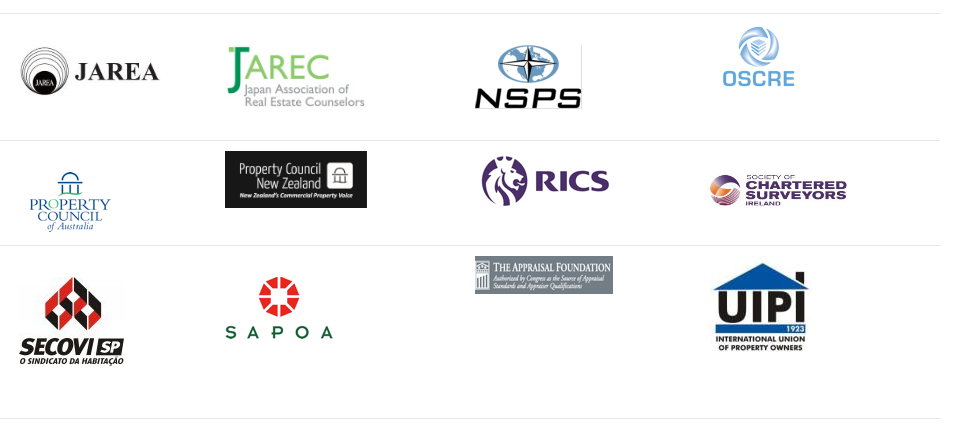 JAREA
JAREA
JAREC
Japan Association of
Real Estate Counselors
NSPS
OSCRE
PROPERTY
COUNCIL
of Australia
Property Council
New Zealand
New Zealand's Commercial Property Voice
RICS
SOCIETY OF
CHARTERED
SURVEYORS
IRELAND
SECOVI SP
O SINDICATO DA HABITAÇÃO
SAPOA
THE APPRAISAL FOUNDATION
Authorized by Congress as the Source of Appraisal
Standards and Appraiser Qualifications
UIPI
1923
INTERNATIONAL UNION
OF PROPERTY OWNERS